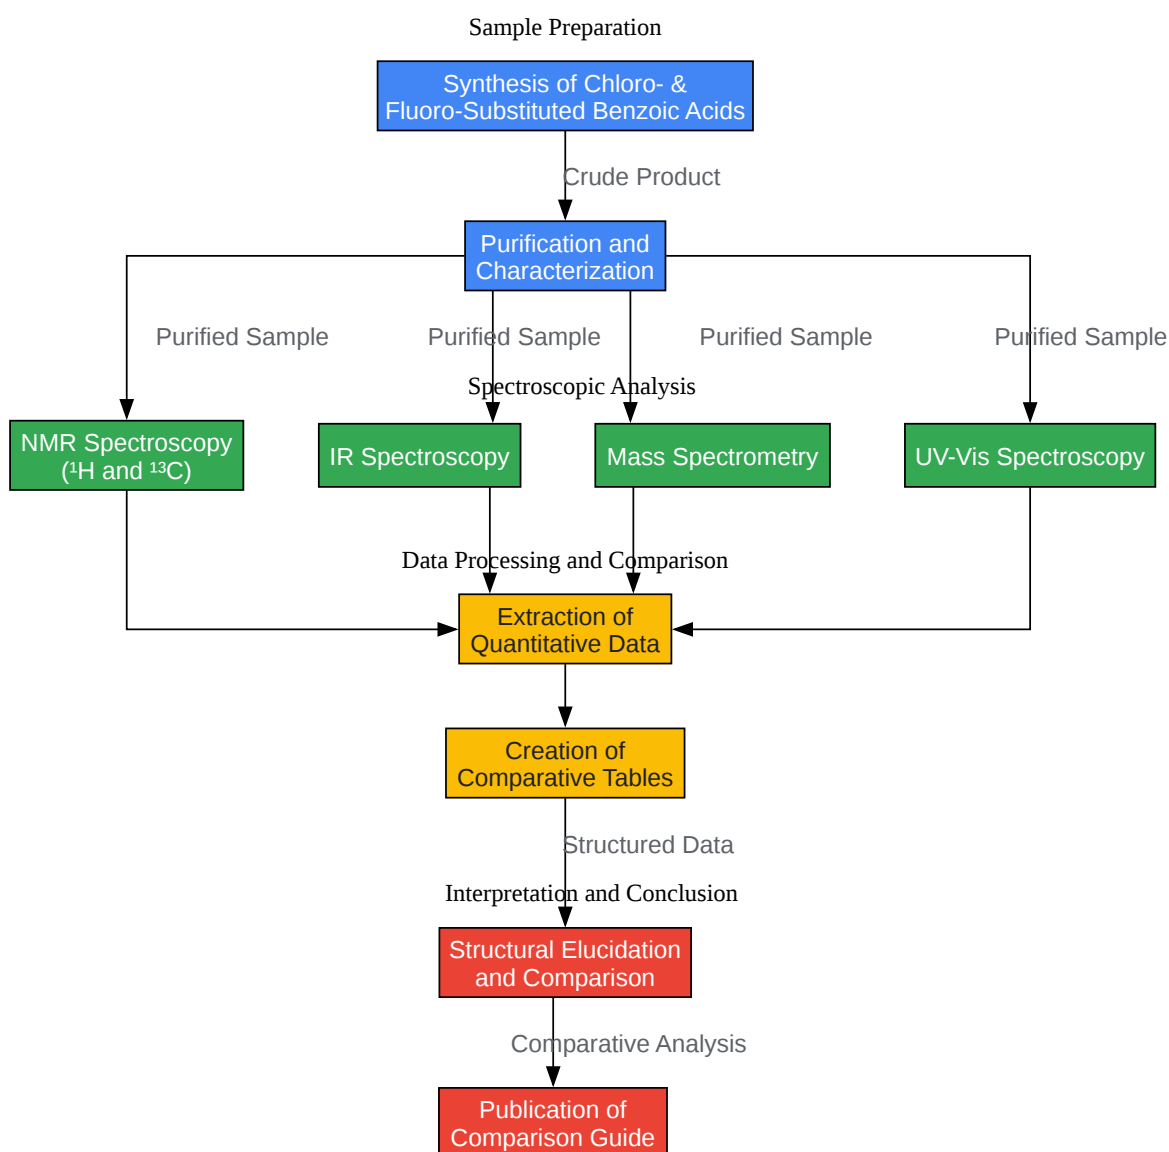 Sample Preparation
Synthesis of Chloro- &
Fluoro-Substituted Benzoic Acids
Crude Product
Purification and
Characterization
Purified Sample
Purified Sample
Purified Sample
Purified Sample
Spectroscopic Analysis
NMR Spectroscopy
(¹H and ¹³C)
IR Spectroscopy
Mass Spectrometry
UV-Vis Spectroscopy
Data Processing and Comparison
Extraction of
Quantitative Data
Creation of
Comparative Tables
Structured Data
Interpretation and Conclusion
Structural Elucidation
and Comparison
Comparative Analysis
Publication of
Comparison Guide